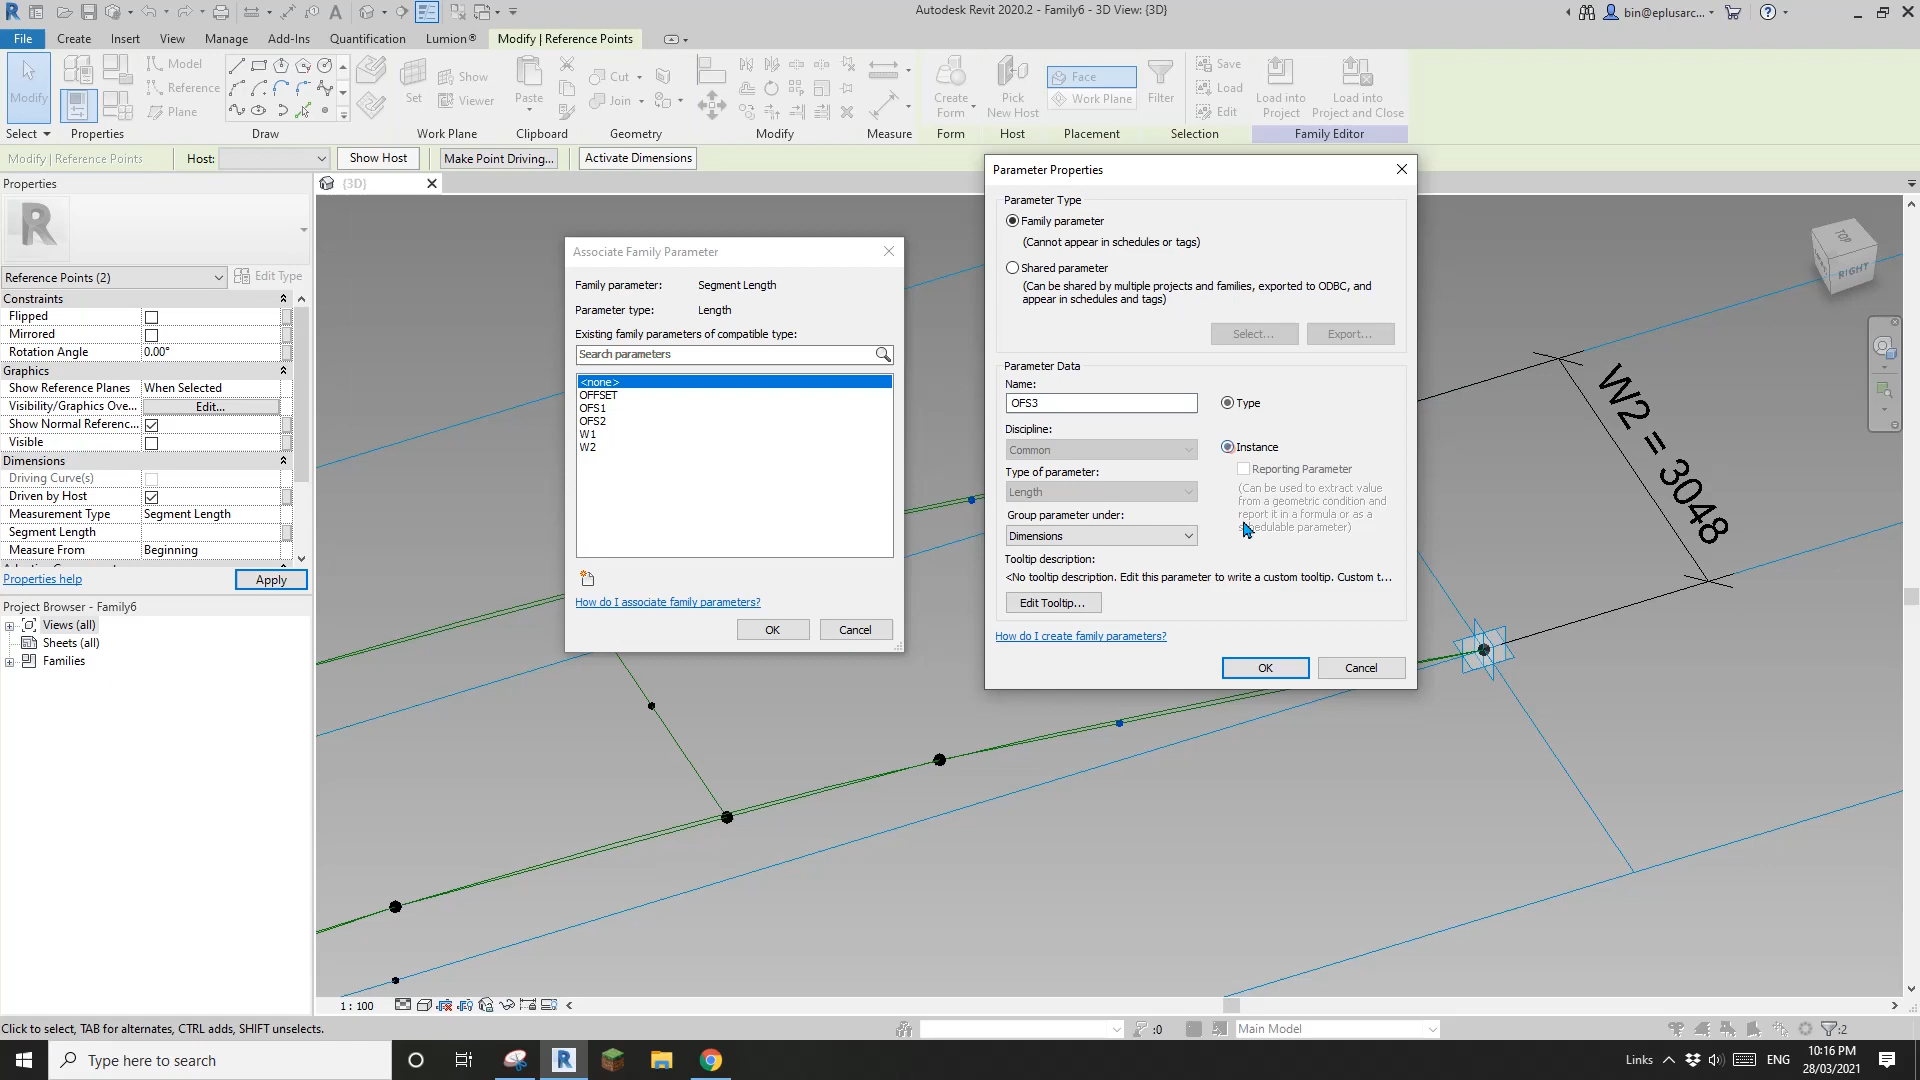 Autodesk Revit 2020.2 - Family6 - 3D View: {3D}
bin@eplusarc...
File Create Insert View Manage Add-Ins Quantification Lumion® Modify | Reference Points
Modify
Model
Reference
Plane
Set
Show
Viewer
Paste
Cut
Join
Create
Form
Pick
New Host
Face
Work Plane
Filter
Save
Load
Edit
Load into
Project
Load into
Project and Close
Select Properties Draw Work Plane Clipboard Geometry Modify Measure Form Host Placement Selection Family Editor
Modify | Reference Points Host: Show Host Make Point Driving... Activate Dimensions
Properties
{3D}
Reference Points (2) Edit Type
Constraints
Flipped
Mirrored
Rotation Angle 0.00°
Graphics
Show Reference Planes When Selected
Visibility/Graphics Ove... Edit...
Show Normal Referenc...
Visible
Dimensions
Driving Curve(s)
Driven by Host
Measurement Type Segment Length
Segment Length
Measure From Beginning
Properties help Apply
Project Browser - Family6
Views (all)
Sheets (all)
Families
Associate Family Parameter
Family parameter: Segment Length
Parameter type: Length
Existing family parameters of compatible type:
Search parameters
<none>
OFFSET
OFS1
OFS2
W1
W2
How do I associate family parameters?
OK Cancel
Parameter Properties
Parameter Type
Family parameter
(Cannot appear in schedules or tags)
Shared parameter
(Can be shared by multiple projects and families, exported to ODBC, and
appear in schedules and tags)
Select... Export...
Parameter Data
Name:
OFS3 Type
Discipline:
Common Instance
Reporting Parameter
Type of parameter:
Length
(Can be used to extract value
from a geometric condition and
report it in a formula or as a
schedulable parameter)
Group parameter under:
Dimensions
Tooltip description:
<No tooltip description. Edit this parameter to write a custom tooltip. Custom t...
Edit Tooltip...
How do I create family parameters?
OK Cancel
W2 = 3048
TOP
RIGHT
1 : 100
Click to select, TAB for alternates, CTRL adds, SHIFT unselects.
:0
Main Model
:2
Type here to search
Links
ENG
10:16 PM
28/03/2021